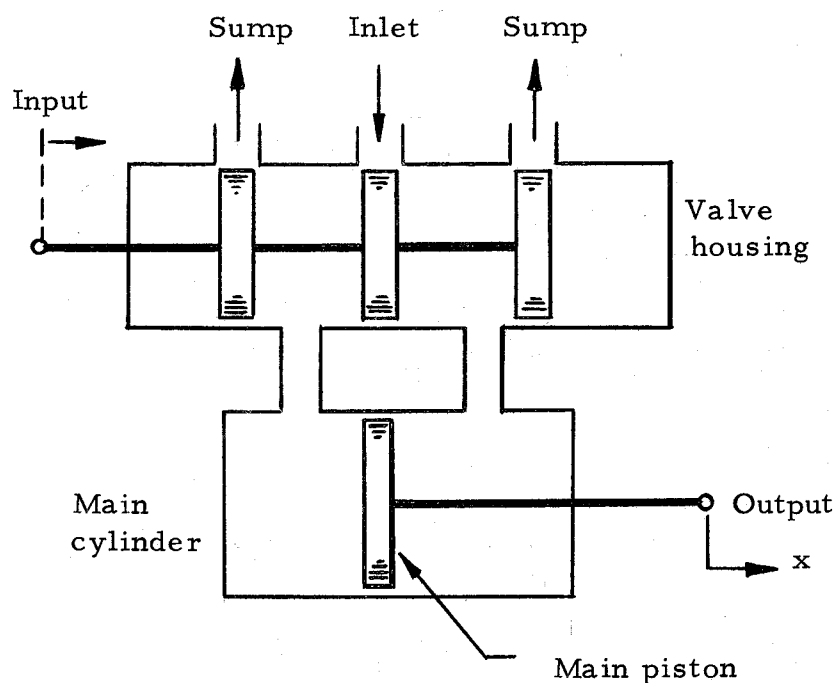 Sump Inlet Sump
Input
Valve
housing
Main
cylinder
Output
x
Main piston